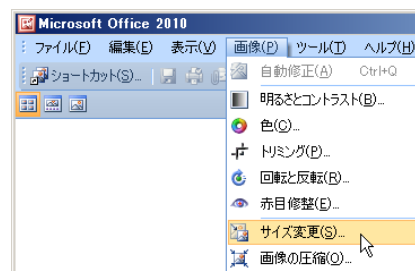 Microsoft Office 2010
ファイル(F) 編集(E) 表示(V) 画像(P) ツール(T) ヘルプ(H)
ショートカット(S)...
自動修正(A) Ctrl+Q
明るさとコントラスト(B)...
色(C)...
トリミング(P)...
回転と反転(R)...
赤目修整(E)...
サイズ変更(S)...
画像の圧縮(O)...